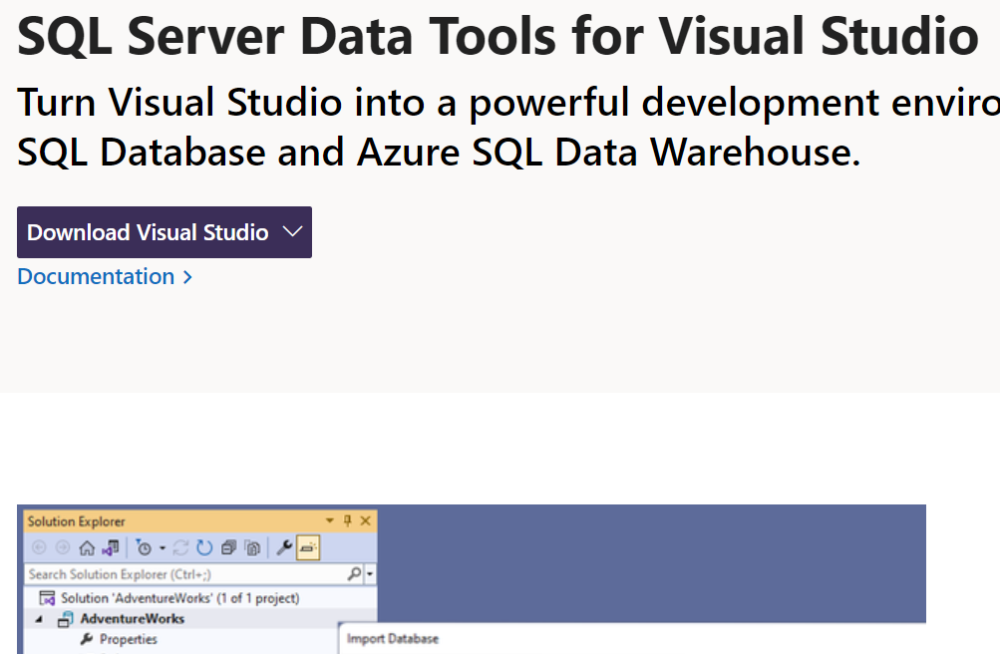 SQL Server Data Tools for Visual Studio
Turn Visual Studio into a powerful development
SQL Database and Azure SQL Data Warehouse.
Download Visual Studio
Documentation
Solution Explorer
Search Solution Explorer (Ctrl+;)
Solution 'AdventureWorks' (1 of 1 project)
AdventureWorks
Properties
Import Database